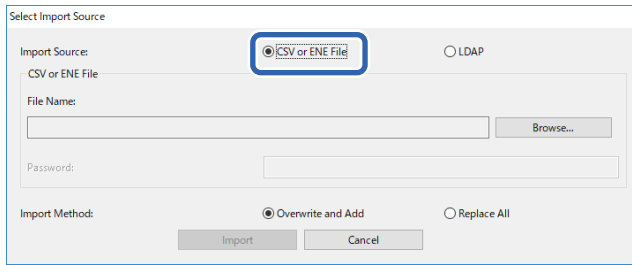 Select Import Source
Import Source: CSV or ENE File LDAP
CSV or ENE File
File Name:
Browse...
Password:
Import Method: Overwrite and Add Replace All
Import Cancel